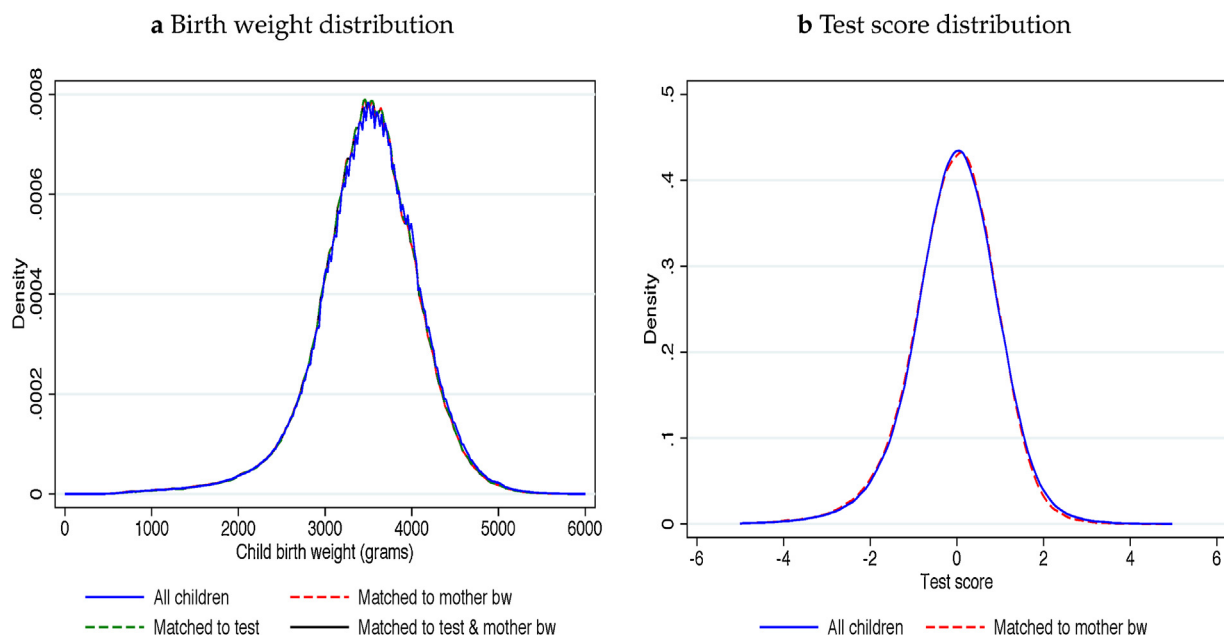 a Birth weight distribution
Density
.0008
.0006
.0004
.0002
0
0 1000 2000 3000 4000 5000 6000
Child birth weight (grams)
All children Matched to mother bw
Matched to test Matched to test & mother bw
b Test score distribution
Density
.5
.4
.3
.2
.1
0
-6 -4 -2 0 2 4 6
Test score
All children Matched to mother bw